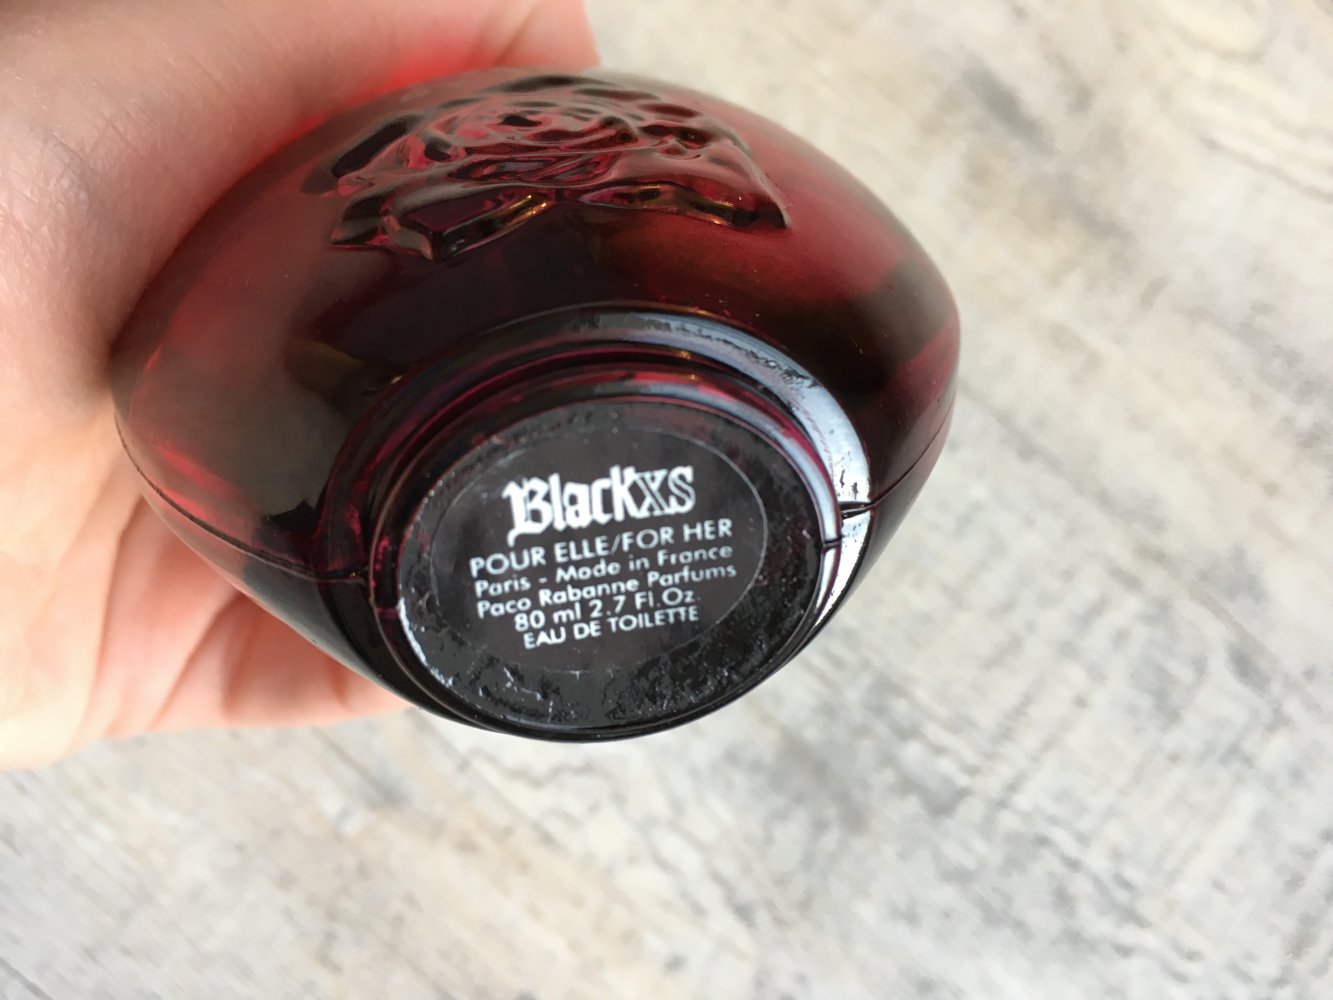 BlackXS
POUR ELLE/FOR HER
Paris - Made in France
Paco Rabanne Parfums
80 ml 2.7 Fl.Oz.
EAU DE TOILETTE